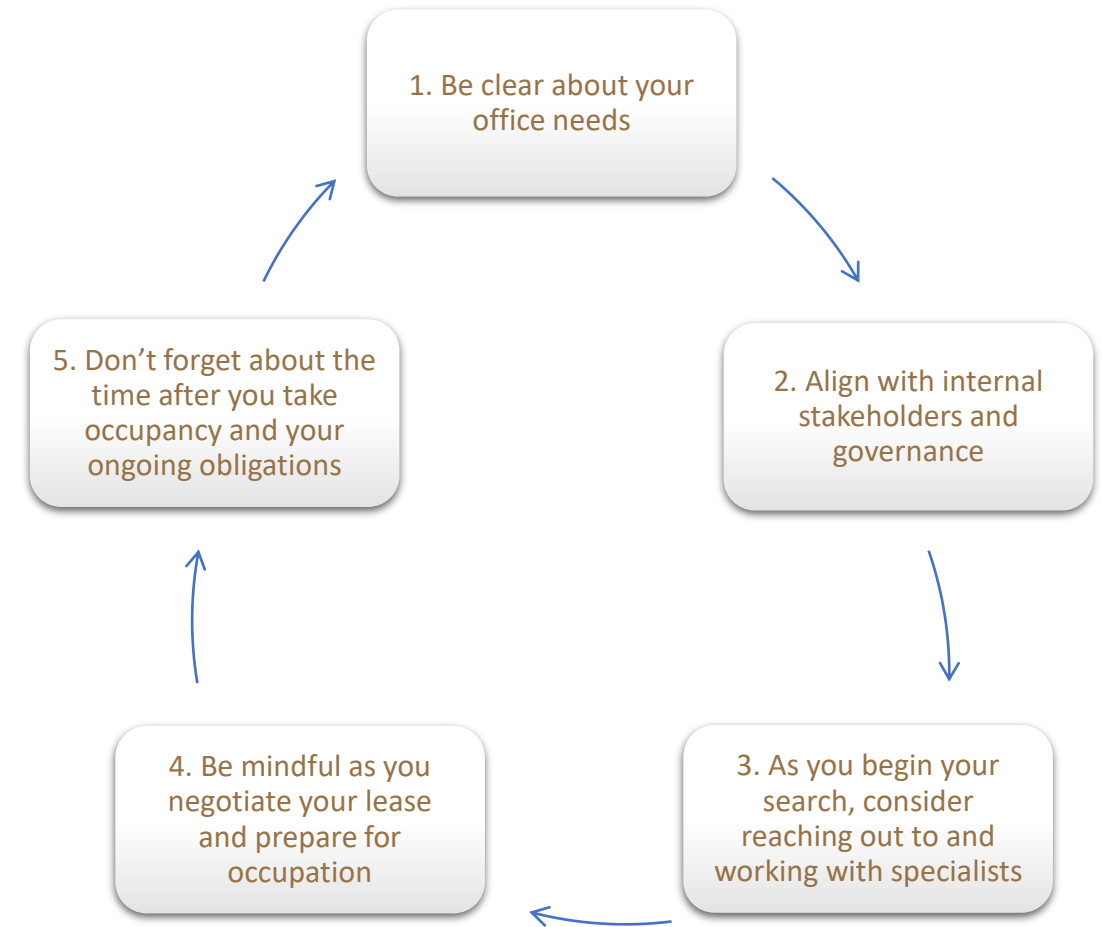 1. Be clear about your
office needs
2. Align with internal
stakeholders and
governance
3. As you begin your
search, consider
reaching out to and
working with specialists
4. Be mindful as you
negotiate your lease
and prepare for
occupation
5. Don’t forget about the
time after you take
occupancy and your
ongoing obligations